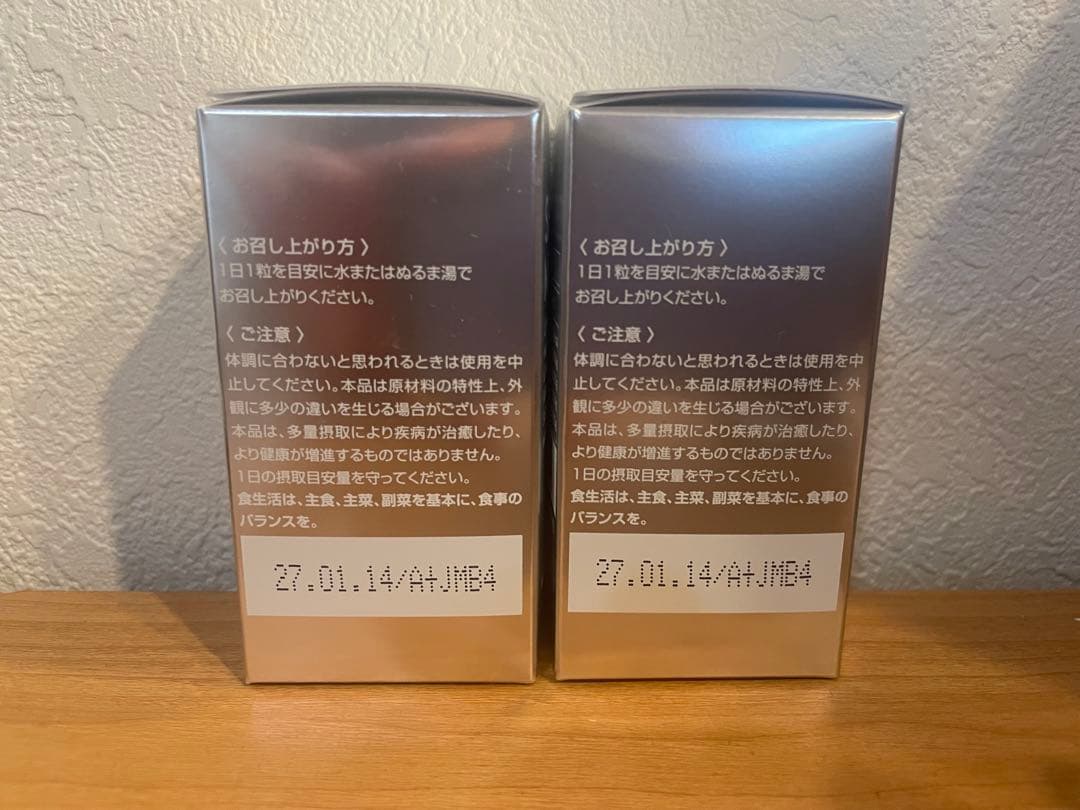 〈 お召し上がり方 〉
1日1粒を目安に水またはぬるま湯で
お召し上がりください。
〈 ご注意 〉
体調に合わないと思われるときは使用を中
止してください。本品は原材料の特性上、外
観に多少の違いを生じる場合がございます。
本品は、多量摂取により疾病が治癒したり、
より健康が増進するものではありません。
1日の摂取目安量を守ってください。
食生活は、主食、主菜、副菜を基本に、食事の
バランスを。
27.01.14/A+JMB4
〈 お召し上がり方 〉
1日1粒を目安に水またはぬるま湯で
お召し上がりください。
〈 ご注意 〉
体調に合わないと思われるときは使用を中
止してください。本品は原材料の特性上、外
観に多少の違いを生じる場合がございます。
本品は、多量摂取により疾病が治癒したり、
より健康が増進するものではありません。
1日の摂取目安量を守ってください。
食生活は、主食、主菜、副菜を基本に、食事の
バランスを。
27.01.14/A+JMB4